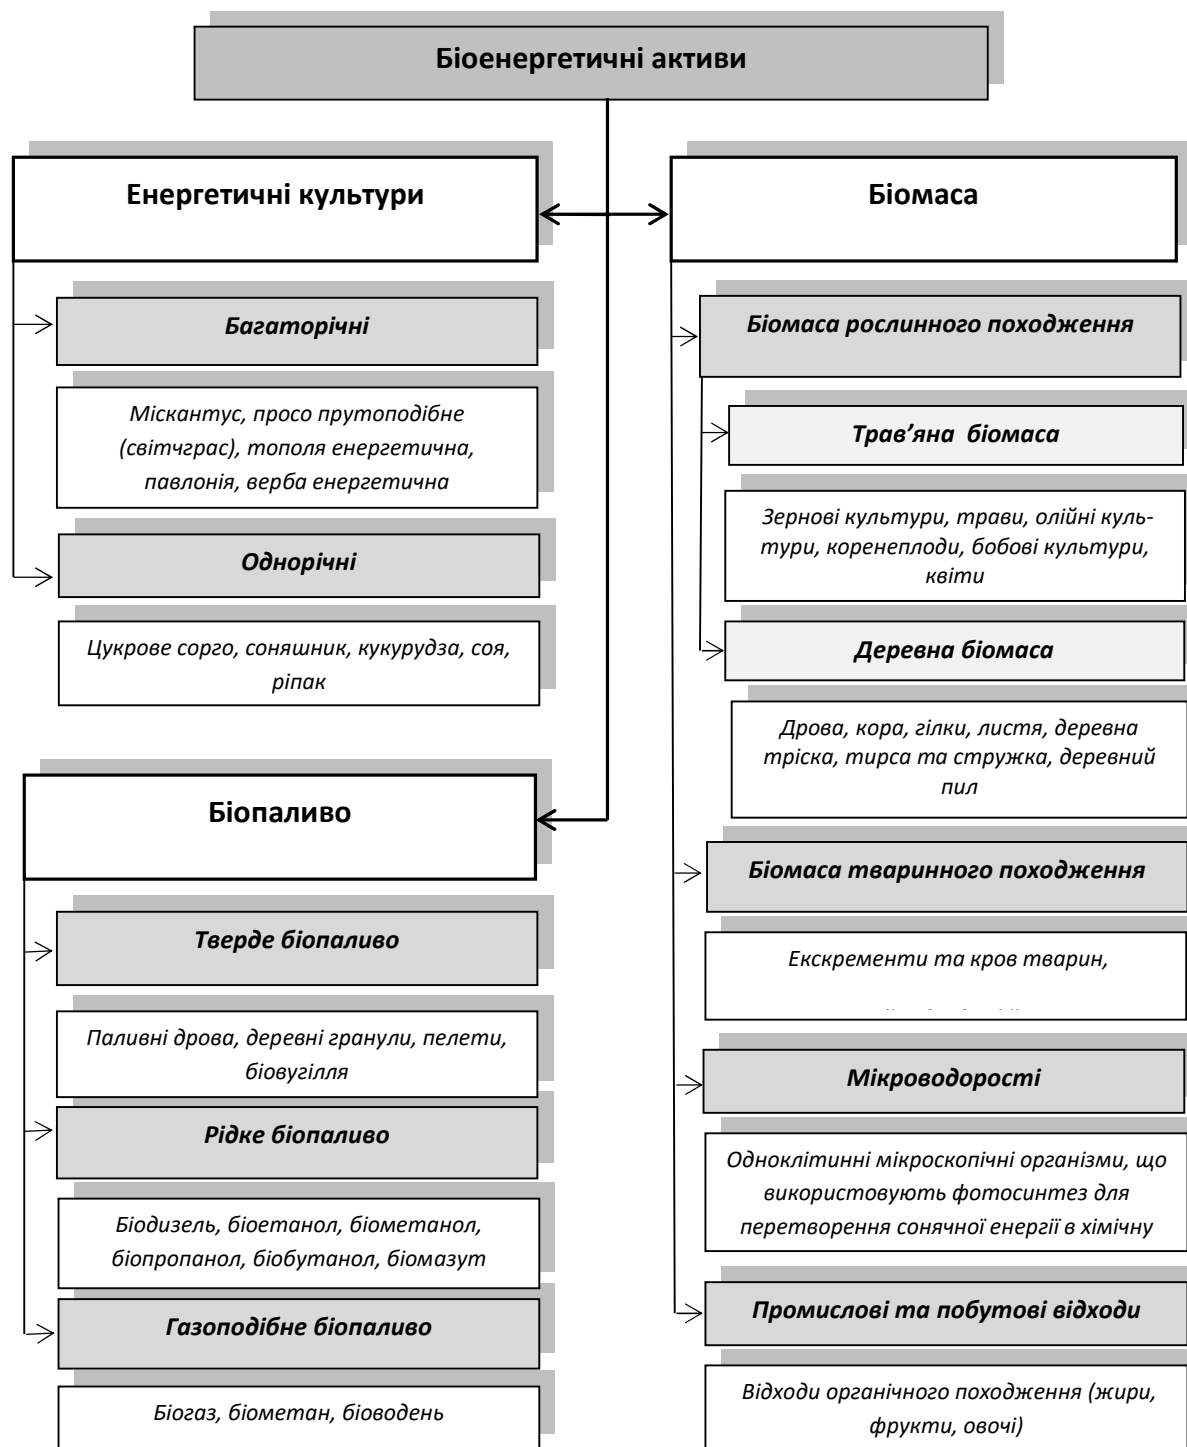 Біоенергетичні активи
Енергетичні культури
Багаторічні
Міскантус, просо прутоподібне
(світчграс), тополя енергетична,
павлонія, верба енергетична
Однорічні
Цукрове сорго, соняшник, кукурудза, соя,
ріпак
Біопаливо
Тверде біопаливо
Паливні дрова, деревні гранули, пелети,
біовугілля
Рідке біопаливо
Біодизель, біоетанол, біометанол,
біопропанол, біобутанол, біомазут
Газоподібне біопаливо
Біогаз, біометан, біоводень
Біомаса
Біомаса рослинного походження
Трав’яна біомаса
Зернові культури, трави, олійні куль-
тури, коренеплоди, бобові культури,
квіти
Деревна біомаса
Дрова, кора, гілки, листя, деревна
тріска, тирса та стружка, деревний
пил
Біомаса тваринного походження
Екскременти та кров тварин,
Мікроводорості
Одноклітинні мікроскопічні організми, що
використовують фотосинтез для
перетворення сонячної енергії в хімічну
Промислові та побутові відходи
Відходи органічного походження (жири,
фрукти, овочі)